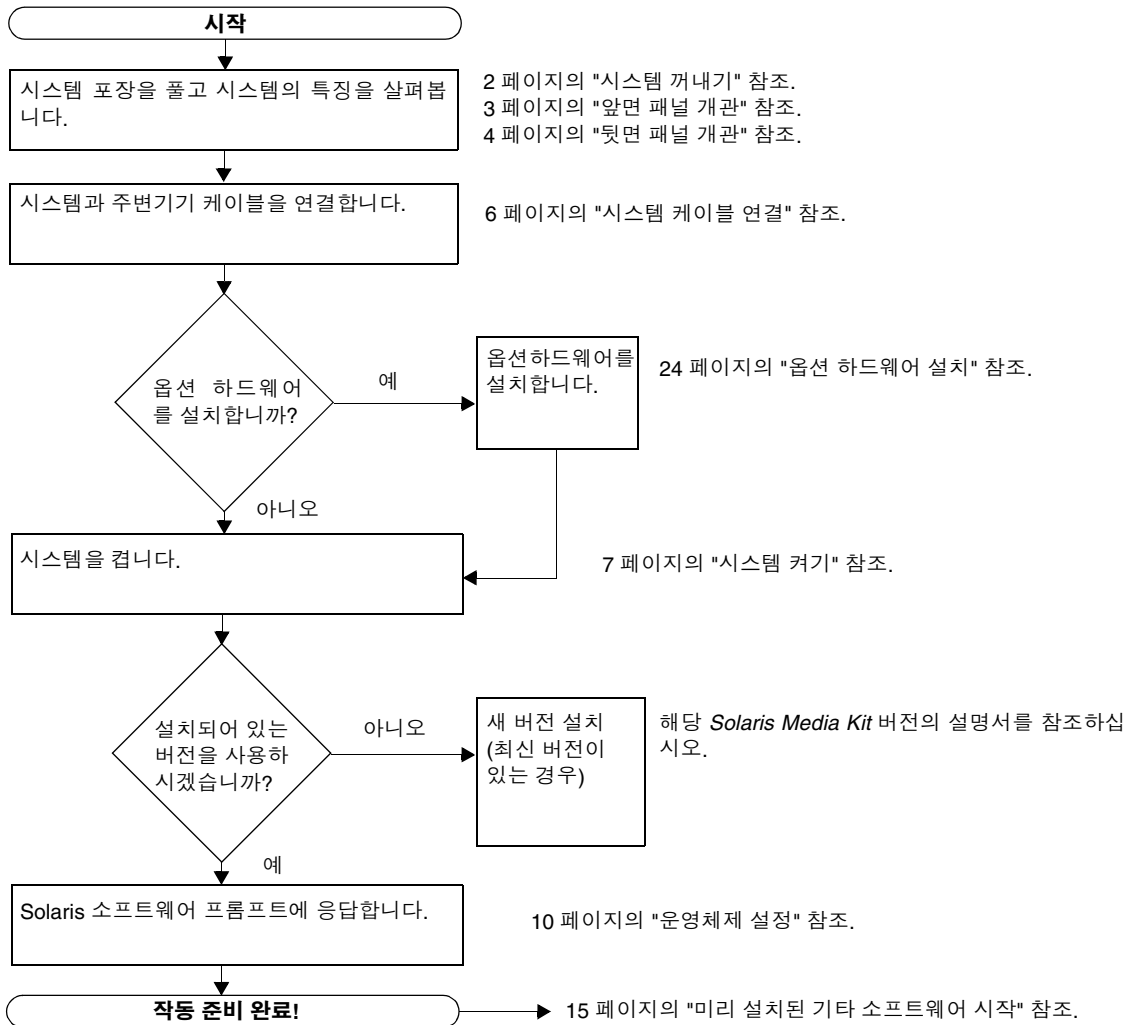 시작
시스템 포장을 풀고 시스템의 특징을 살펴봅
니다.
2 페이지의 "시스템 꺼내기" 참조.
3 페이지의 "앞면 패널 개관" 참조.
4 페이지의 "뒷면 패널 개관" 참조.
시스템과 주변기기 케이블을 연결합니다.
6 페이지의 "시스템 케이블 연결" 참조.
옵션 하드웨어
를 설치합니까?
예
옵션하드웨어를
설치합니다.
24 페이지의 "옵션 하드웨어 설치" 참조.
아니오
시스템을 켭니다.
7 페이지의 "시스템 켜기" 참조.
설치되어 있는
버전을 사용하
시겠습니까?
아니오
새 버전 설치
(최신 버전이
있는 경우)
해당 Solaris Media Kit 버전의 설명서를 참조하십
시오.
예
Solaris 소프트웨어 프롬프트에 응답합니다.
10 페이지의 "운영체제 설정" 참조.
작동 준비 완료!
15 페이지의 "미리 설치된 기타 소프트웨어 시작" 참조.